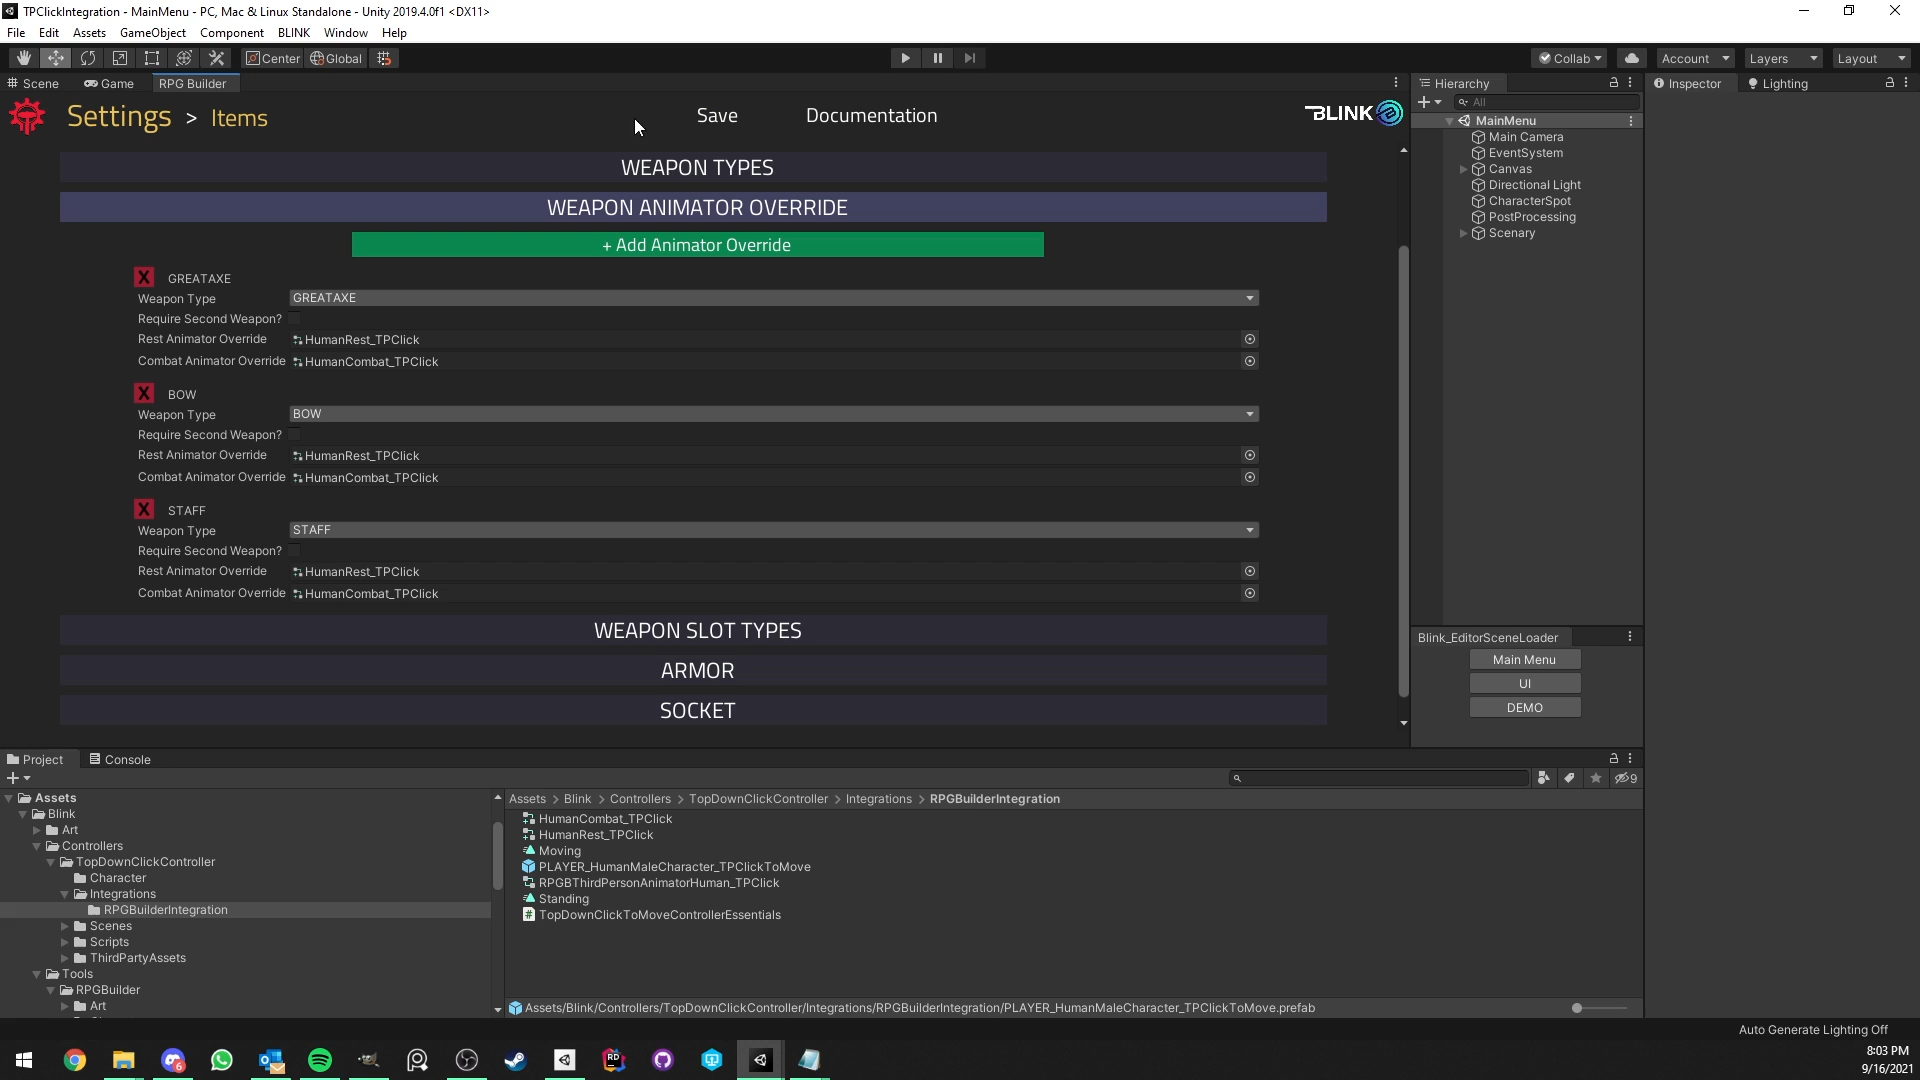 TPClickIntegration - MainMenu - PC, Mac & Linux Standalone - Unity 2019.4.0f1 <DX11>
File Edit Assets GameObject Component BLINK Window Help
Center Global Collab Account Layers Layout
Scene Game RPG Builder
Settings > Items Save Documentation BLINK
WEAPON TYPES
WEAPON ANIMATOR OVERRIDE
+ Add Animator Override
X GREATAXE
Weapon Type GREATAXE
Require Second Weapon?
Rest Animator Override HumanRest_TPClick
Combat Animator Override HumanCombat_TPClick
X BOW
Weapon Type BOW
Require Second Weapon?
Rest Animator Override HumanRest_TPClick
Combat Animator Override HumanCombat_TPClick
X STAFF
Weapon Type STAFF
Require Second Weapon?
Rest Animator Override HumanRest_TPClick
Combat Animator Override HumanCombat_TPClick
WEAPON SLOT TYPES
ARMOR
SOCKET
Hierarchy
All
MainMenu
Main Camera
EventSystem
Canvas
Directional Light
CharacterSpot
PostProcessing
Scenary
Blink_EditorSceneLoader
Main Menu
UI
DEMO
Inspector Lighting
Project Console
9
Assets
Blink
Art
Controllers
TopDownClickController
Character
Integrations
RPGBuilderIntegration
Scenes
Scripts
ThirdPartyAssets
Tools
RPGBuilder
Art
Assets > Blink > Controllers > TopDownClickController > Integrations > RPGBuilderIntegration
HumanCombat_TPClick
HumanRest_TPClick
Moving
PLAYER_HumanMaleCharacter_TPClickToMove
RPGBThirdPersonAnimatorHuman_TPClick
Standing
TopDownClickToMoveControllerEssentials
Assets/Blink/Controllers/TopDownClickController/Integrations/RPGBuilderIntegration/PLAYER_HumanMaleCharacter_TPClickToMove.prefab
Auto Generate Lighting Off
8:03 PM
9/16/2021